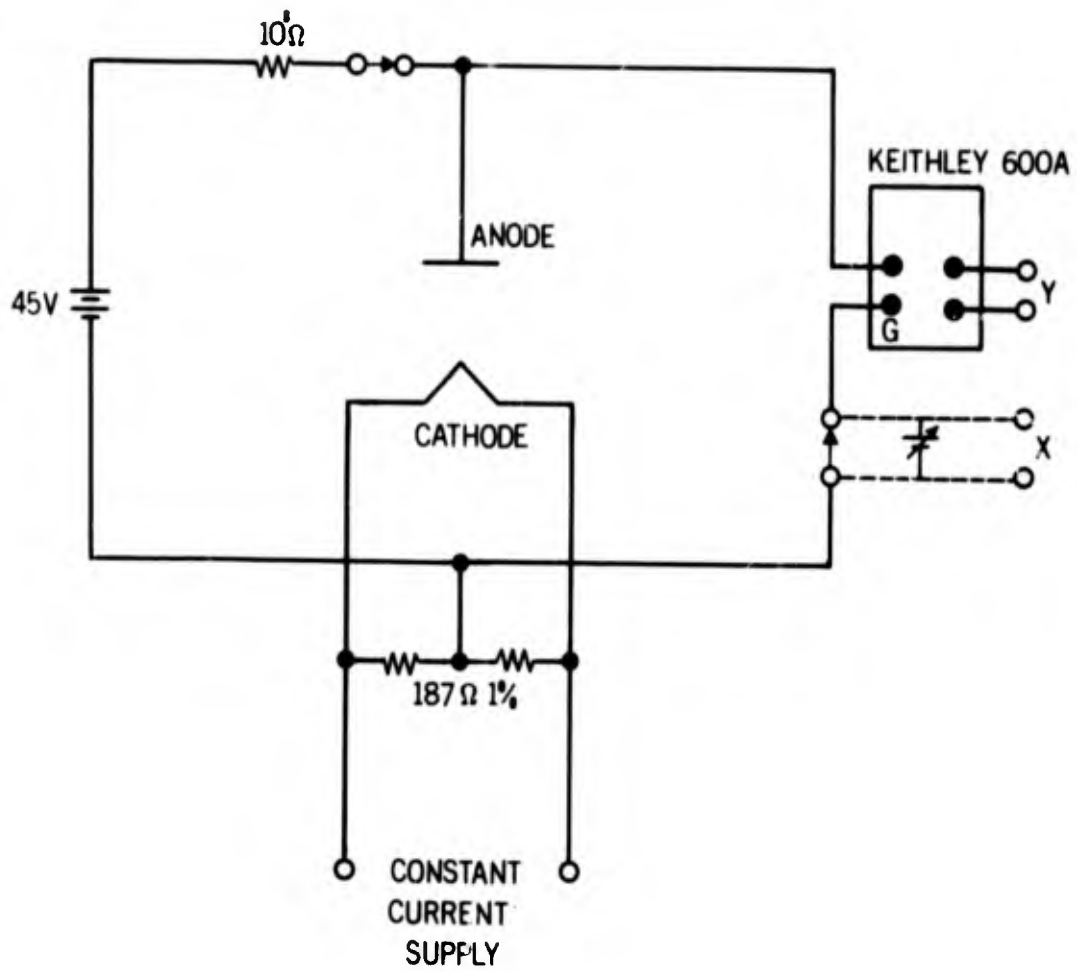 10⁸Ω
KEITHLEY 600A
ANODE
45V
Y
G
CATHODE
X
187Ω 1%
CONSTANT
CURRENT
SUPPLY